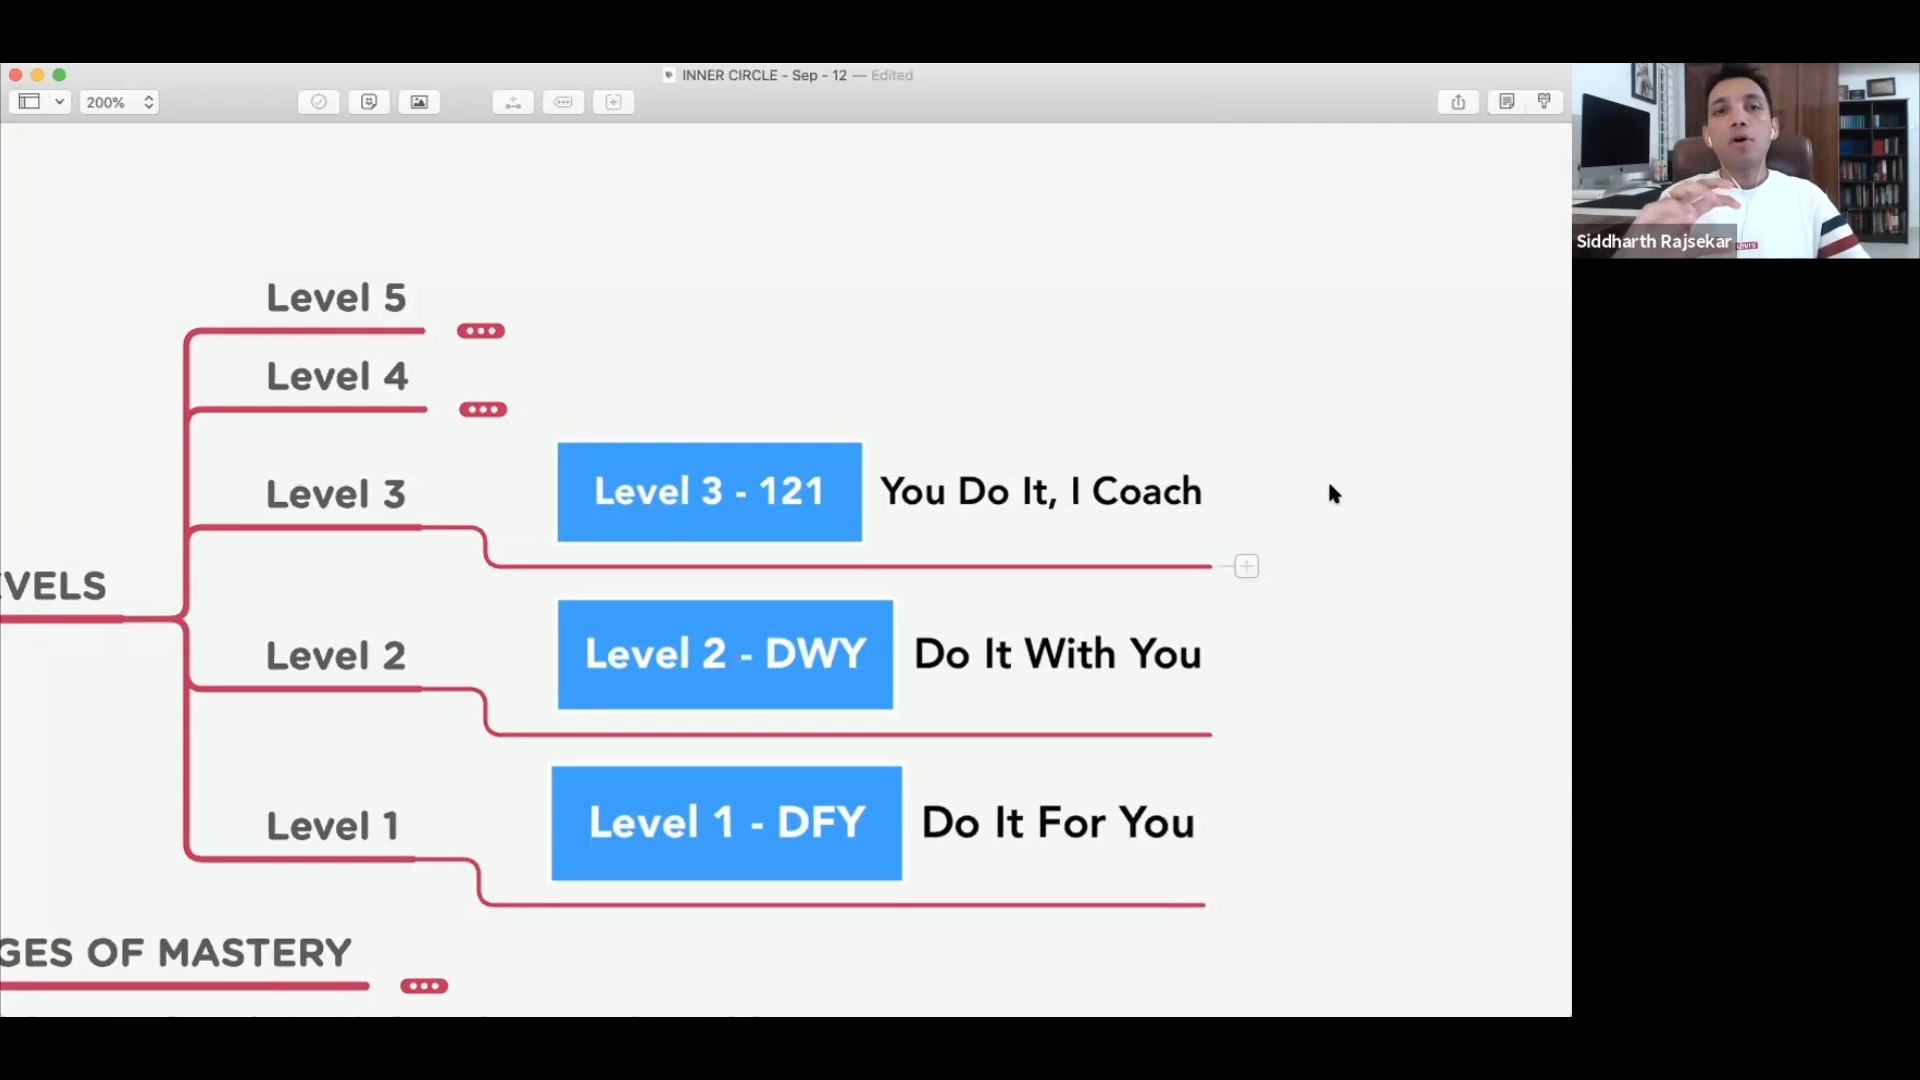 INNER CIRCLE - Sep - 12 — Edited
200%
Siddharth Rajsekar
Level 5
Level 4
Level 3
Level 3 - 121 You Do It, I Coach
EVELS
Level 2
Level 2 - DWY Do It With You
Level 1
Level 1 - DFY Do It For You
GES OF MASTERY